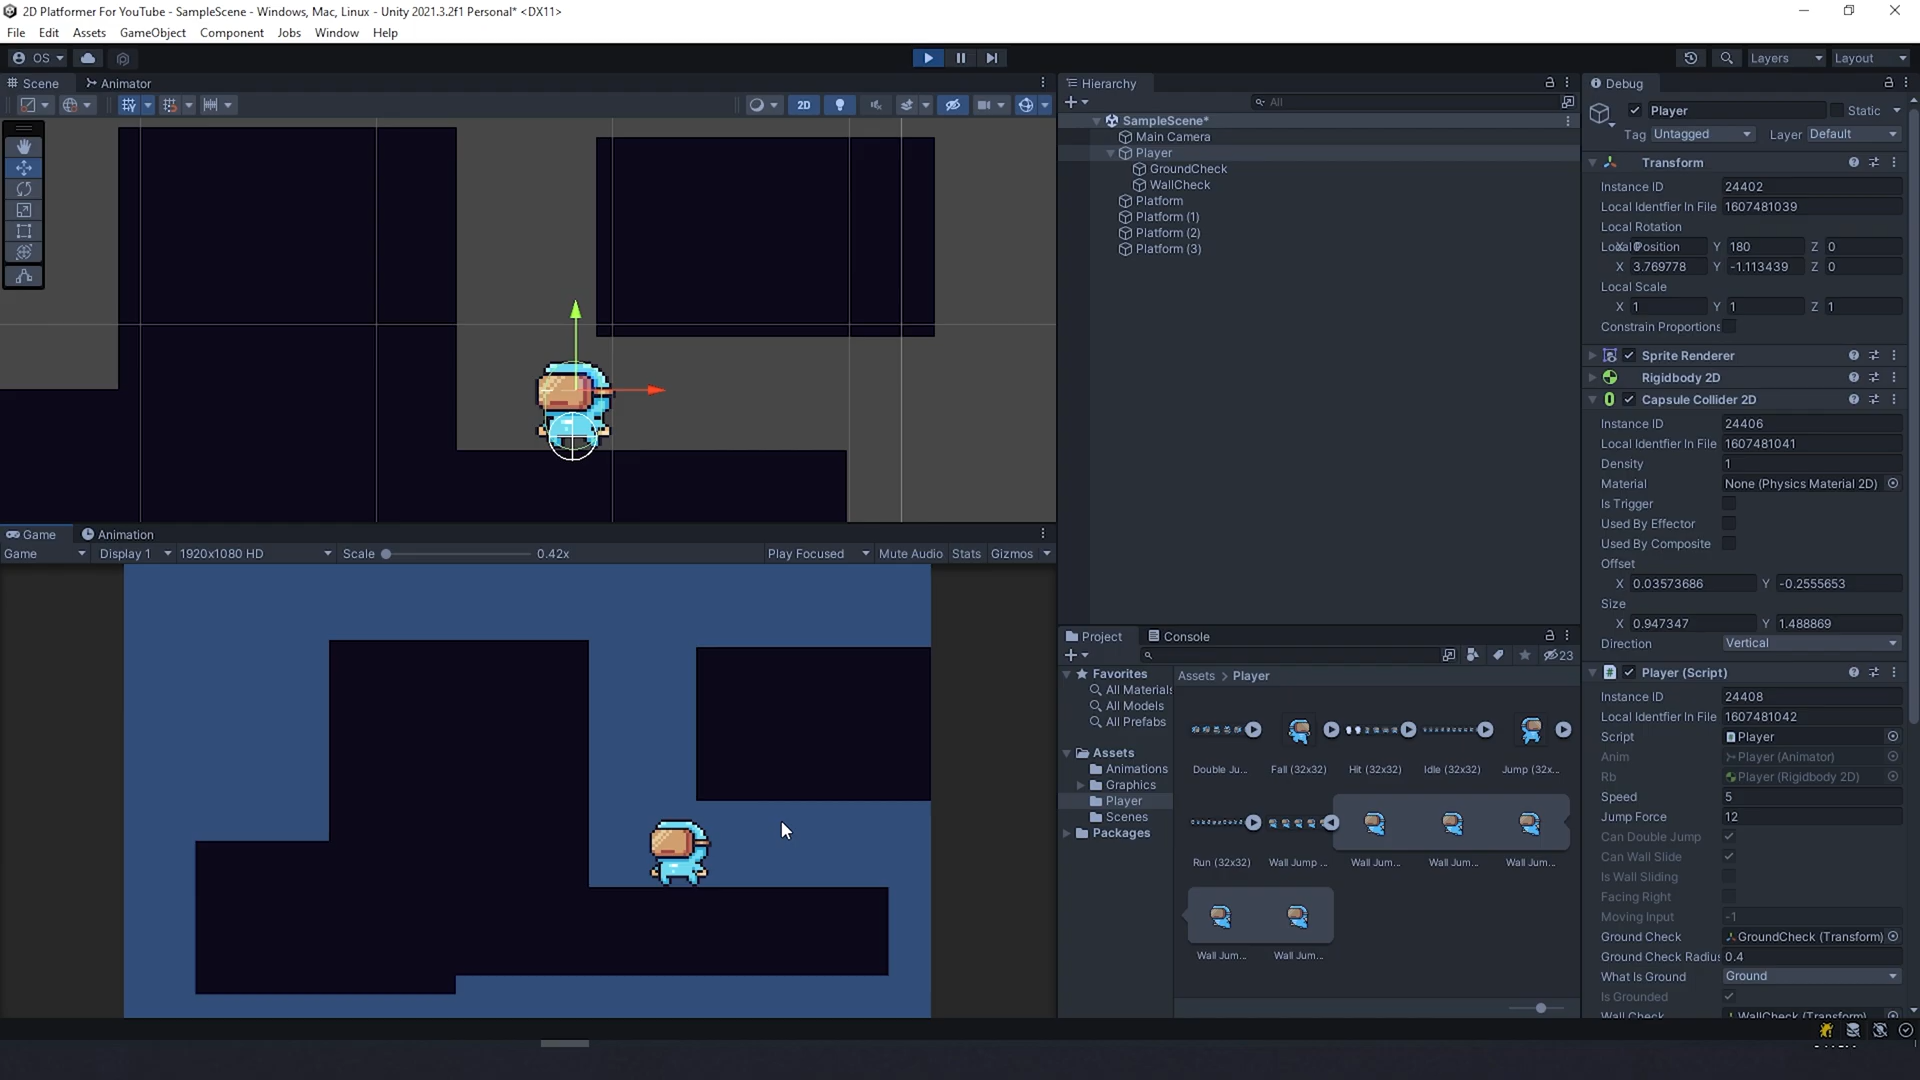 2D Platformer For YouTube - SampleScene - Windows, Mac, Linux - Unity 2021.3.2f1 Personal* <DX11>
File Edit Assets GameObject Component Jobs Window Help
OS Layers Layout
Scene Animator
2D
Hierarchy
All
SampleScene*
Main Camera
Player
GroundCheck
WallCheck
Platform
Platform (1)
Platform (2)
Platform (3)
Debug
Player Static
Tag Untagged Layer Default
Transform
Instance ID 24402
Local Identfier In File 1607481039
Local Rotation
Local Position Y 180 Z 0
X 3.769778 Y -1.113439 Z 0
Local Scale
X 1 Y 1 Z 1
Constrain Proportions
Sprite Renderer
Rigidbody 2D
Capsule Collider 2D
Instance ID 24406
Local Identfier In File 1607481041
Density 1
Material None (Physics Material 2D)
Is Trigger
Used By Effector
Used By Composite
Offset
X 0.03573686 Y -0.2555653
Size
X 0.947347 Y 1.488869
Direction Vertical
Player (Script)
Instance ID 24408
Local Identfier In File 1607481042
Script Player
Anim Player (Animator)
Rb Player (Rigidbody 2D)
Speed 5
Jump Force 12
Can Double Jump
Can Wall Slide
Is Wall Sliding
Facing Right
Moving Input -1
Ground Check GroundCheck (Transform)
Ground Check Radius 0.4
What Is Ground Ground
Is Grounded
Wall Check WallCheck (Transform)
Game Animation
Game Display 1 1920x1080 HD Scale 0.42x Play Focused Mute Audio Stats Gizmos
Project Console
23
Favorites
All Materials
All Models
All Prefabs
Assets
Animations
Graphics
Player
Scenes
Packages
Assets > Player
Double Ju... Fall (32x32) Hit (32x32) Idle (32x32) Jump (32x...
Run (32x32) Wall Jump ... Wall Jum... Wall Jum... Wall Jum...
Wall Jum... Wall Jum...